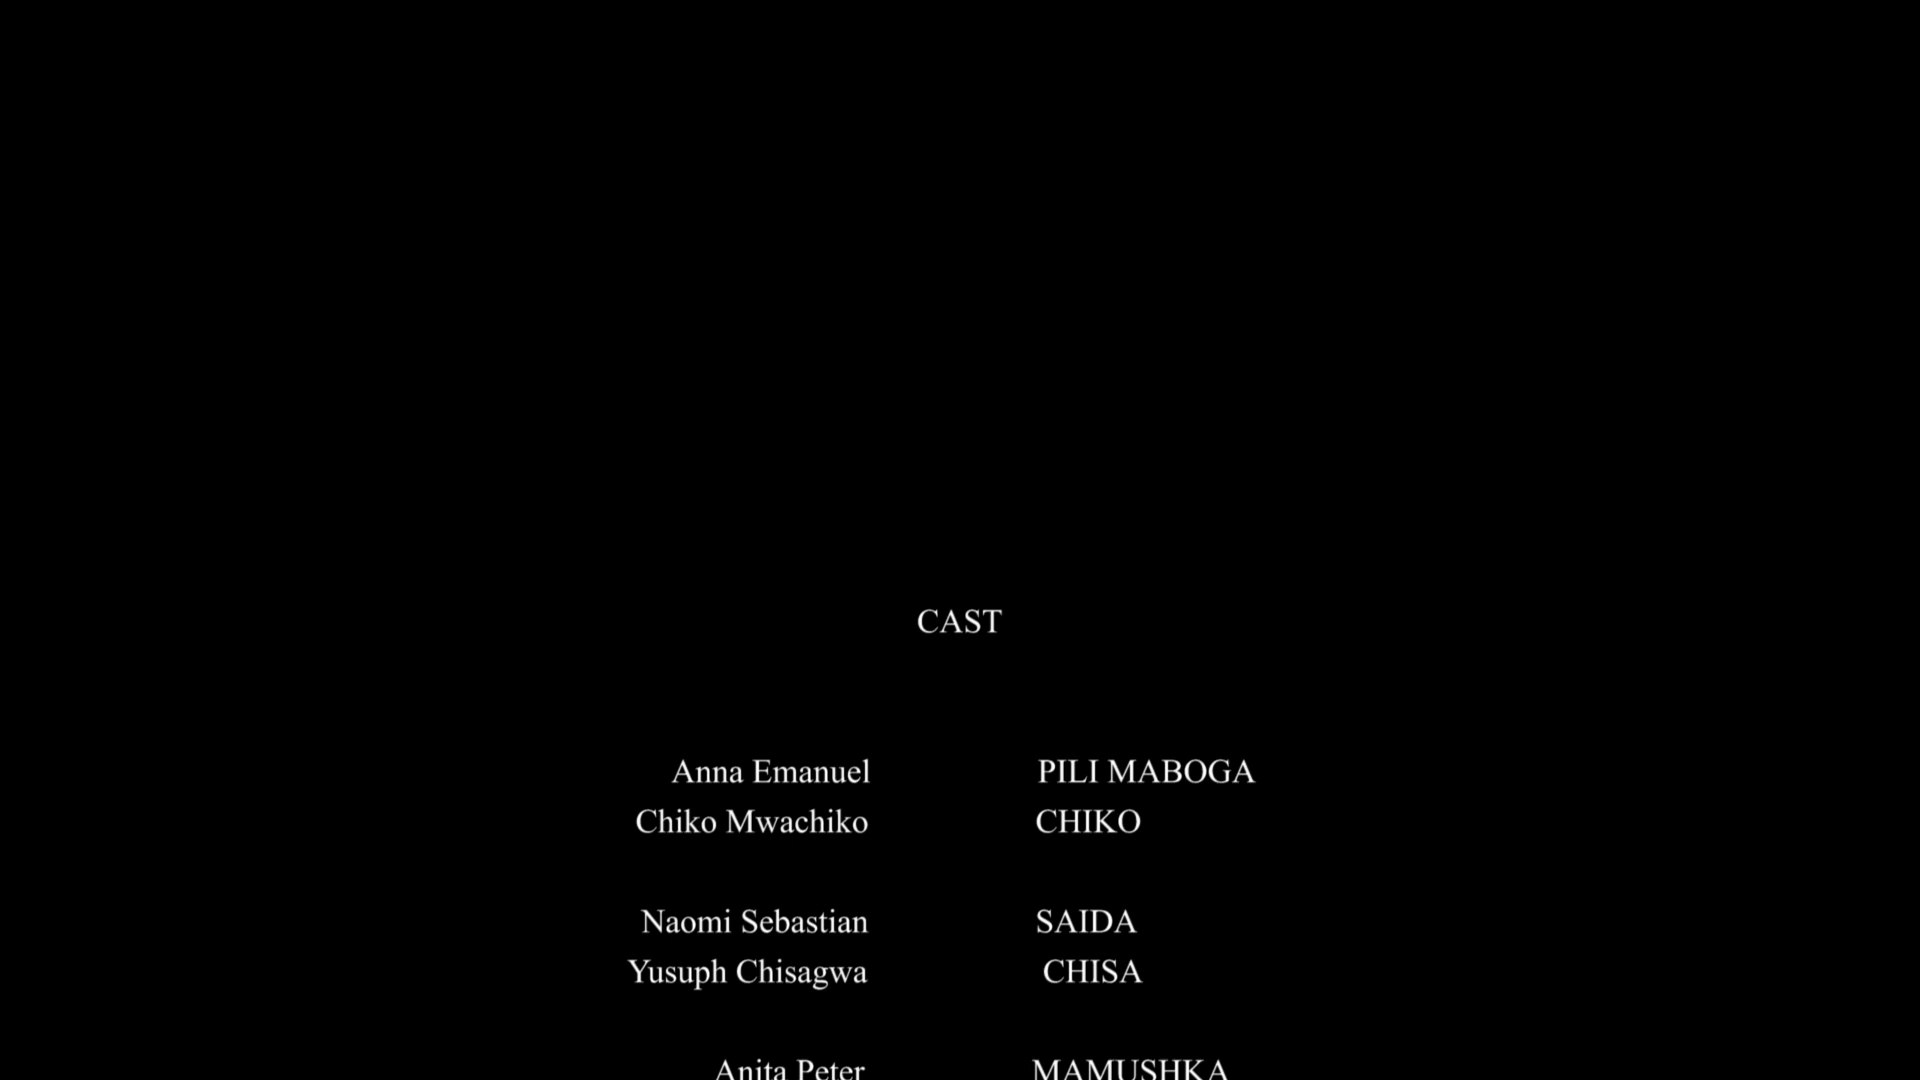 CAST
Anna Emanuel PILI MABOGA
Chiko Mwachiko CHIKO
Naomi Sebastian SAIDA
Yusuph Chisagwa CHISA
Anita Peter MAMUSHKA